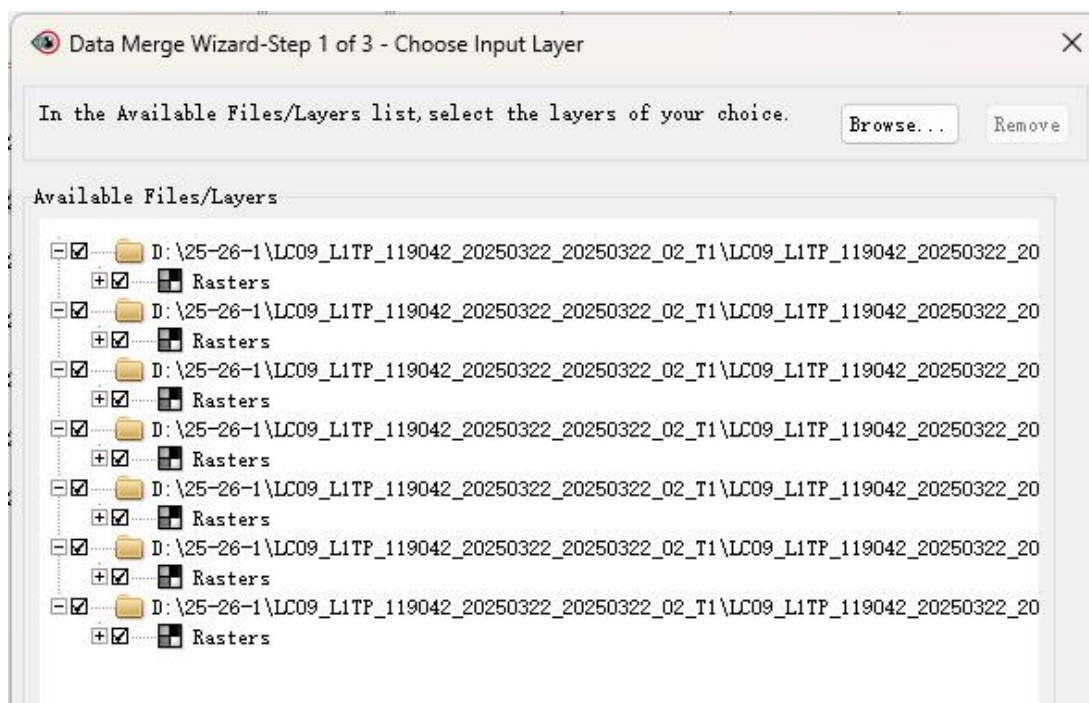 Data Merge Wizard-Step 1 of 3 - Choose Input Layer
In the Available Files/Layers list, select the layers of your choice.
Browse...
Remove
Available Files/Layers
D:\25-26-1\LC09_L1TP_119042_20250322_20250322_02_T1\LC09_L1TP_119042_20250322_20
Rasters
D:\25-26-1\LC09_L1TP_119042_20250322_20250322_02_T1\LC09_L1TP_119042_20250322_20
Rasters
D:\25-26-1\LC09_L1TP_119042_20250322_20250322_02_T1\LC09_L1TP_119042_20250322_20
Rasters
D:\25-26-1\LC09_L1TP_119042_20250322_20250322_02_T1\LC09_L1TP_119042_20250322_20
Rasters
D:\25-26-1\LC09_L1TP_119042_20250322_20250322_02_T1\LC09_L1TP_119042_20250322_20
Rasters
D:\25-26-1\LC09_L1TP_119042_20250322_20250322_02_T1\LC09_L1TP_119042_20250322_20
Rasters
D:\25-26-1\LC09_L1TP_119042_20250322_20250322_02_T1\LC09_L1TP_119042_20250322_20
Rasters